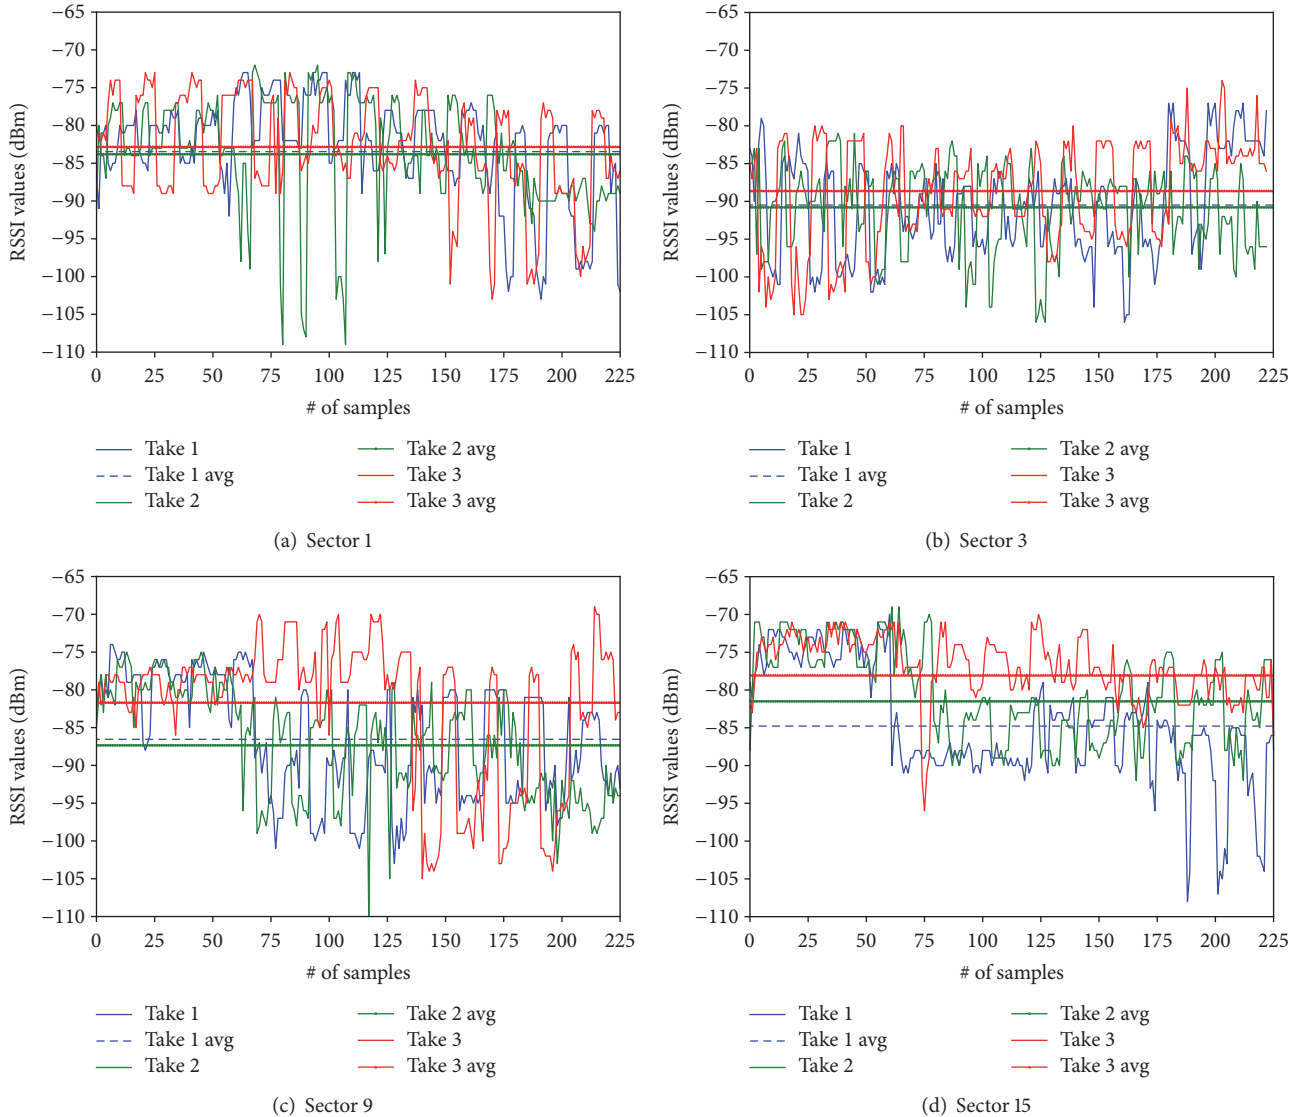 −65
−70
−75
−80
−85
−90
−95
−100
−105
−110
RSSI values (dBm)
0 25 50 75 100 125 150 175 200 225
# of samples
Take 1
Take 1 avg
Take 2
Take 2 avg
Take 3
Take 3 avg
(a) Sector 1
−65
−70
−75
−80
−85
−90
−95
−100
−105
−110
RSSI values (dBm)
0 25 50 75 100 125 150 175 200 225
# of samples
Take 1
Take 1 avg
Take 2
Take 2 avg
Take 3
Take 3 avg
(b) Sector 3
−65
−70
−75
−80
−85
−90
−95
−100
−105
−110
RSSI values (dBm)
0 25 50 75 100 125 150 175 200 225
# of samples
Take 1
Take 1 avg
Take 2
Take 2 avg
Take 3
Take 3 avg
(c) Sector 9
−65
−70
−75
−80
−85
−90
−95
−100
−105
−110
RSSI values (dBm)
0 25 50 75 100 125 150 175 200 225
# of samples
Take 1
Take 1 avg
Take 2
Take 2 avg
Take 3
Take 3 avg
(d) Sector 15